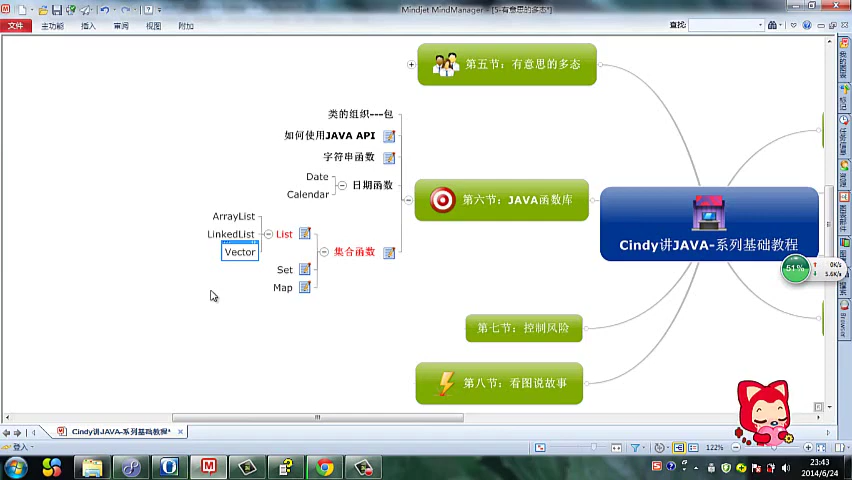 Mindjet MindManager - [5-有意思的多态*]
文件 主功能 插入 审阅 视图 附加 查找:
第五节：有意思的多态
类的组织---包
如何使用JAVA API
字符串函数
Date
日期函数
Calendar
第六节：JAVA函数库
ArrayList
LinkedList
List
Vector
集合函数
Set
Map
Cindy讲JAVA-系列基础教程
51%
0K/s
5.6K/s
第七节：控制风险
第八节：看图说故事
Cindy讲JAVA-系列基础教程*
登入
122%
23:43
2014/6/24
Browser